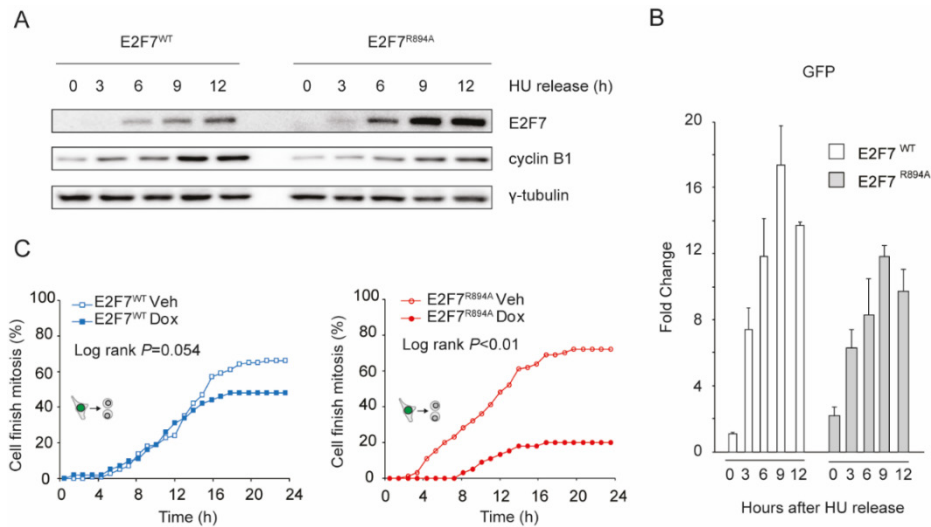 A
E2F7WT E2F7R894A
0 3 6 9 12 0 3 6 9 12 HU release (h)
E2F7
cyclin B1
γ-tubulin
B
GFP
20
16
12
8
4
0
Fold Change
E2F7 WT
E2F7 R894A
0 3 6 9 12 0 3 6 9 12
Hours after HU release
C
100
80
60
40
20
0
Cell finish mitosis (%)
E2F7WT Veh
E2F7WT Dox
Log rank P=0.054
0 4 8 12 16 20 24
Time (h)
100
80
60
40
20
0
Cell finish mitosis (%)
E2F7R894A Veh
E2F7R894A Dox
Log rank P<0.01
0 4 8 12 16 20 24
Time (h)